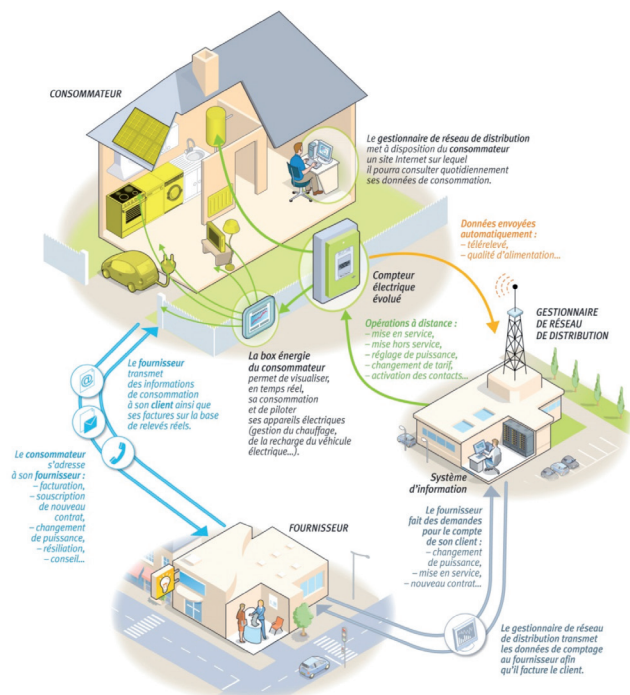 CONSOMMATEUR
Le gestionnaire de réseau de distribution
met à disposition du consommateur
un site Internet sur lequel
il pourra consulter quotidiennement
ses données de consommation.
Données envoyées
automatiquement :
– télérelevé,
– qualité d'alimentation...
Compteur
électrique
évolué
GESTIONNAIRE
DE RÉSEAU
DE DISTRIBUTION
Opérations à distance :
– mise en service,
– mise hors service,
– réglage de puissance,
– changement de tarif,
– activation des contacts...
La box énergie
du consommateur
permet de visualiser,
en temps réel,
sa consommation
et de piloter
ses appareils électriques
(gestion du chauffage,
de la recharge du véhicule
électrique...).
Le fournisseur
transmet
des informations
de consommation
à son client ainsi que
ses factures sur la base
de relevés réels.
@
Le consommateur
s'adresse
à son fournisseur :
– facturation,
– souscription
de nouveau
contrat,
– changement
de puissance,
– résiliation,
– conseil...
Système
d'information
Le fournisseur
fait des demandes
pour le compte
de son client :
– changement
de puissance,
– mise en service,
– nouveau contrat...
FOURNISSEUR
Le gestionnaire de réseau
de distribution transmet
les données de comptage
au fournisseur afin
qu'il facture le client.